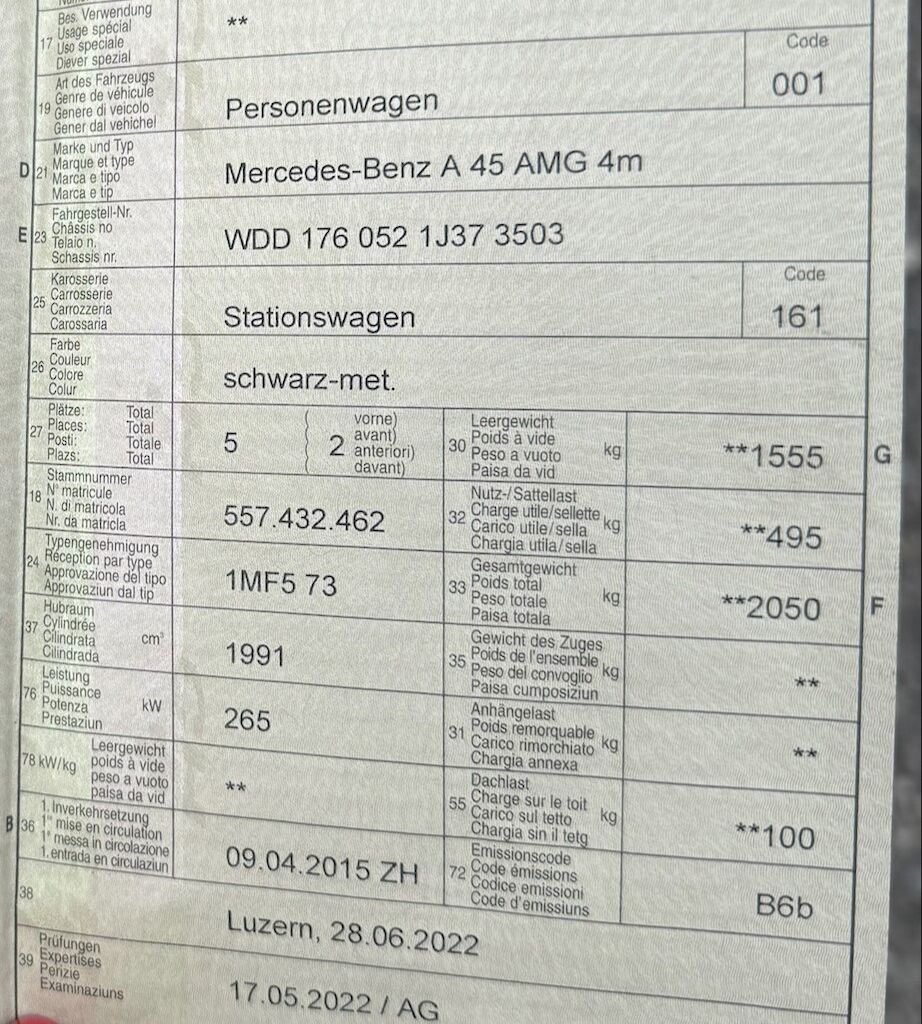 Bes. Verwendung
Usage spécial
17 Uso speciale
Diever spezial
**
Art des Fahrzeugs
Genre de véhicule
19 Genere di veicolo
Gener dal vehichel
Personenwagen
Code
001
D 21 Marke und Typ
Marque et type
Marca e tipo
Marca e tip
Mercedes-Benz A 45 AMG 4m
E 23 Fahrgestell-Nr.
Châssis no
Telaio n.
Schassis nr.
WDD 176 052 1J37 3503
25 Karosserie
Carrosserie
Carrozzeria
Carossaria
Stationswagen
Code
161
26 Farbe
Couleur
Colore
Colur
schwarz-met.
27 Plätze: Total
Places: Total
Posti: Totale
Plazs: Total
5
2
vorne)
avant)
anteriori)
davant)
30 Leergewicht
Poids à vide
Peso a vuoto
Paisa da vid
kg
**1555
G
18 Stammnummer
N° matricule
N. di matricola
Nr. da matricla
557.432.462
32 Nutz-/Sattellast
Charge utile/sellette
Carico utile/sella
Chargia utila/sella
kg
**495
24 Typengenehmigung
Réception par type
Approvazione del tipo
Approvaziun dal tip
1MF5 73
33 Gesamtgewicht
Poids total
Peso totale
Paisa totala
kg
**2050
F
37 Hubraum
Cylindrée
Cilindrata
Cilindrada
cm³
1991
35 Gewicht des Zuges
Poids de l'ensemble
Peso del convoglio
Paisa cumposiziun
kg
**
76 Leistung
Puissance
Potenza
Prestaziun
kW
265
31 Anhängelast
Poids remorquable
Carico rimorchiato
Chargia annexa
kg
**
78 kW/kg
Leergewicht
poids à vide
peso a vuoto
paisa da vid
**
55 Dachlast
Charge sur le toit
Carico sul tetto
Chargia sin il tetg
kg
**100
B 36 1. Inverkehrsetzung
1re mise en circulation
1a messa in circolazione
1. entrada en circulaziun
09.04.2015 ZH
72 Emissionscode
Code émissions
Codice emissioni
Code d'emissiuns
B6b
38
Luzern, 28.06.2022
39 Prüfungen
Expertises
Perizie
Examinaziuns
17.05.2022 / AG